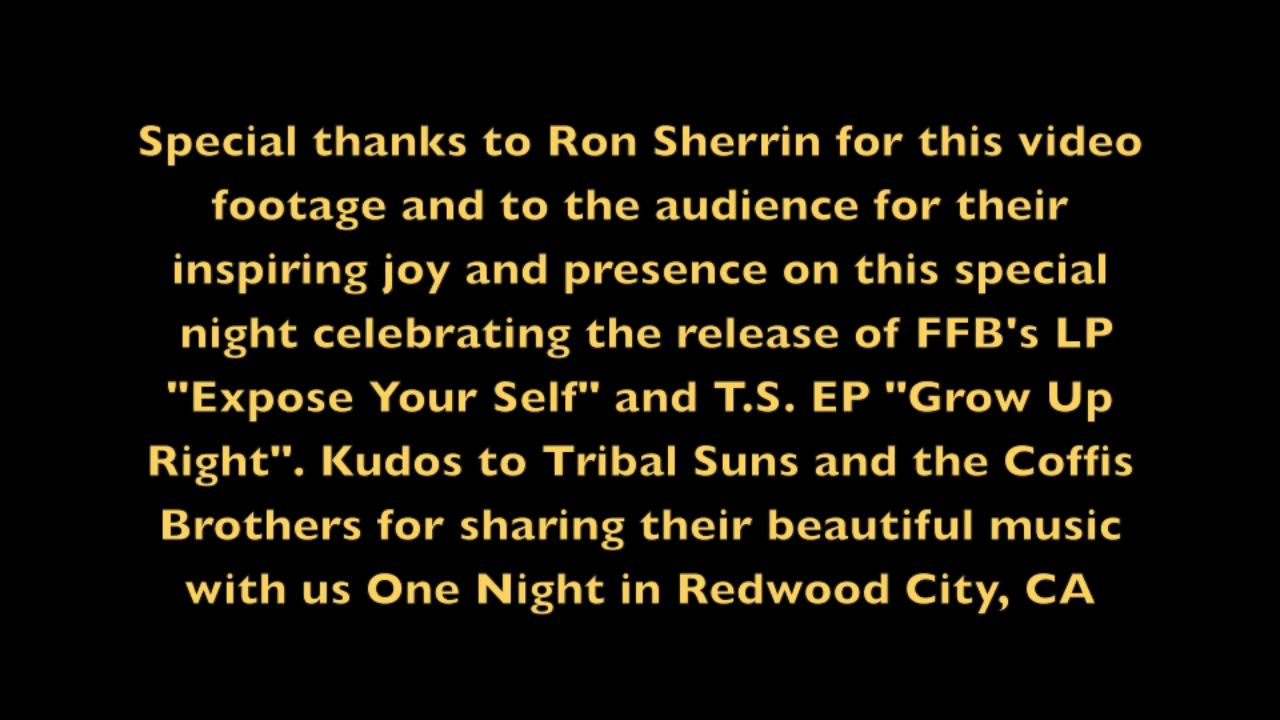 Special thanks to Ron Sherrin for this video
footage and to the audience for their
inspiring joy and presence on this special
night celebrating the release of FFB's LP
"Expose Your Self" and T.S. EP "Grow Up
Right". Kudos to Tribal Suns and the Coffis
Brothers for sharing their beautiful music
with us One Night in Redwood City, CA